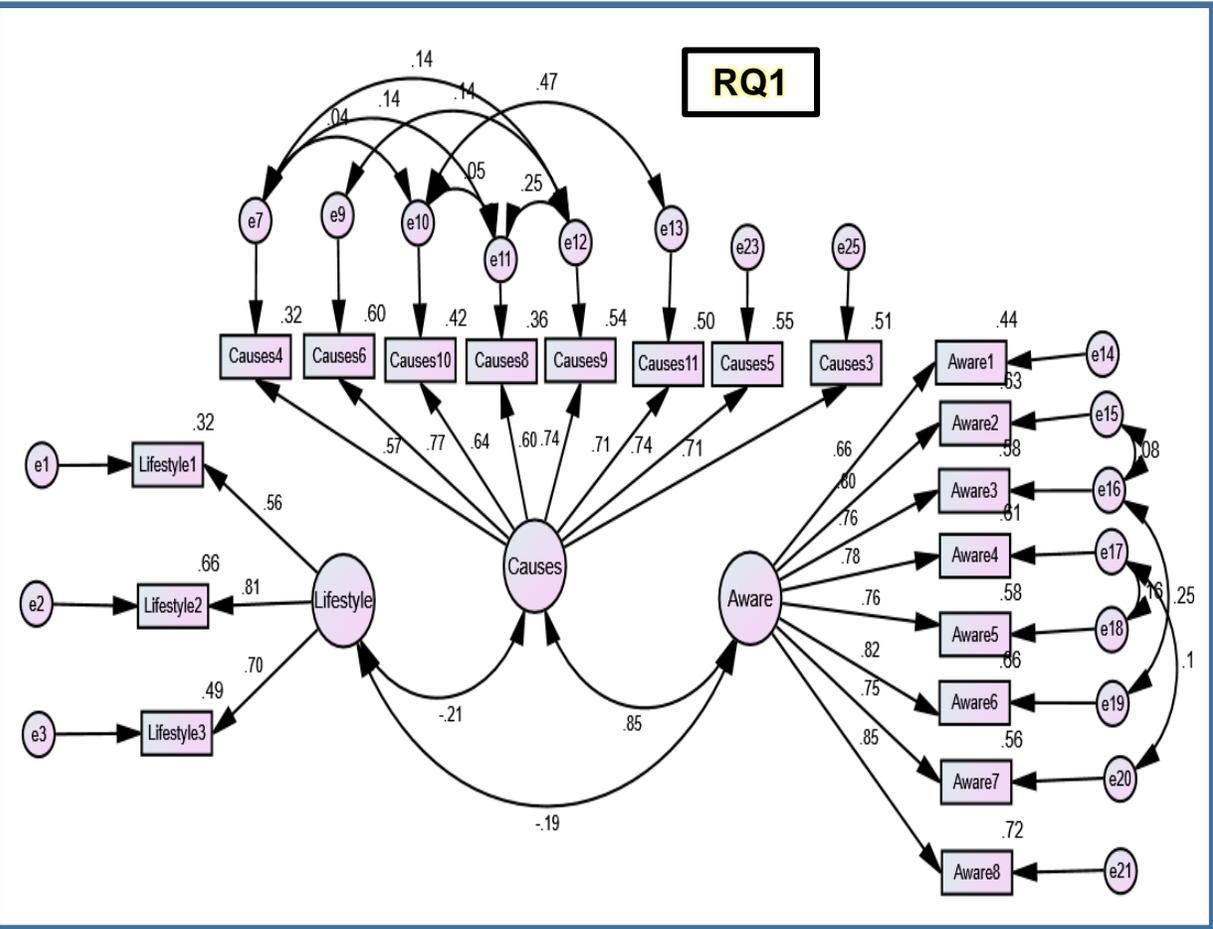 RQ1
.14
.47
.14
.14
.04
.05
.25
e7
e9
e10
e11
e12
e13
e23
e25
.32
.60
.42
.36
.54
.50
.55
.51
Causes4
Causes6
Causes10
Causes8
Causes9
Causes11
Causes5
Causes3
.57
.77
.64
.60
.74
.71
.74
.71
.32
e1
Lifestyle1
.56
.66
e2
Lifestyle2
.81
.70
.49
e3
Lifestyle3
Lifestyle
Causes
Aware
-.21
.85
-.19
.44
Aware1
e14
.63
Aware2
e15
.58
.08
Aware3
e16
.61
Aware4
e17
.58
.16
.25
Aware5
e18
.66
.1
Aware6
e19
.56
Aware7
e20
.72
Aware8
e21
.66
.80
.76
.78
.76
.82
.75
.85